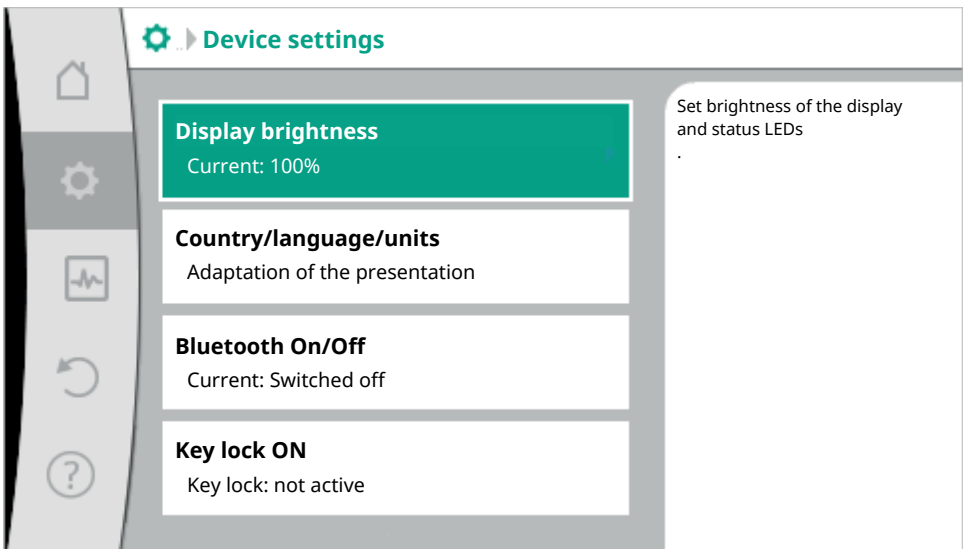 Device settings
Display brightness
Current: 100%
Country/language/units
Adaptation of the presentation
Bluetooth On/Off
Current: Switched off
Key lock ON
Key lock: not active
Set brightness of the display
and status LEDs
.
?